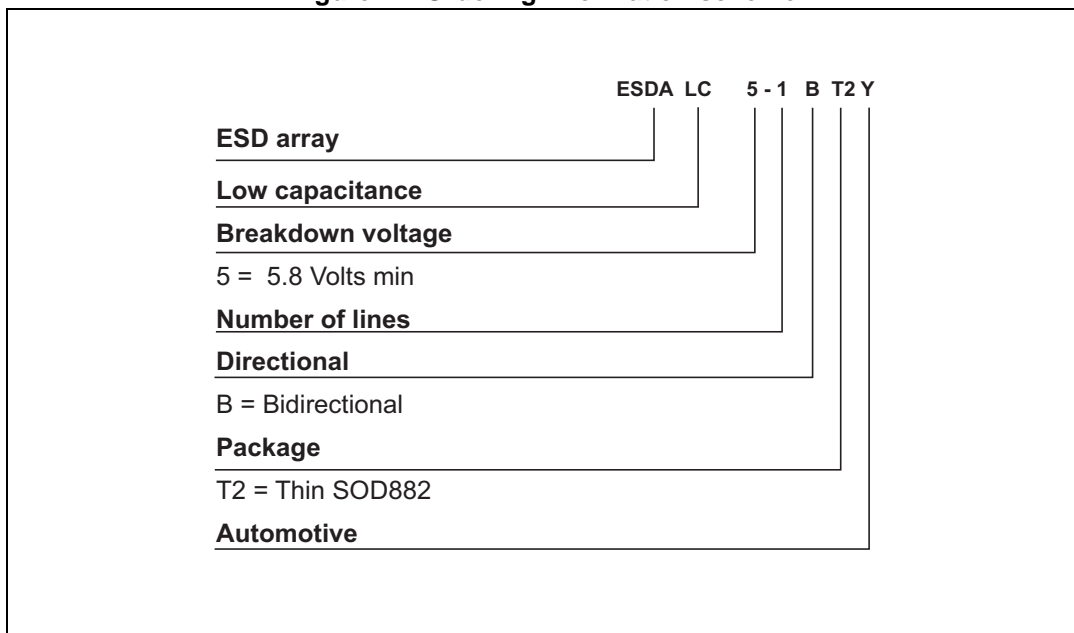 ESDA LC 5 - 1 B T2 Y
ESD array
Low capacitance
Breakdown voltage
5 = 5.8 Volts min
Number of lines
Directional
B = Bidirectional
Package
T2 = Thin SOD882
Automotive